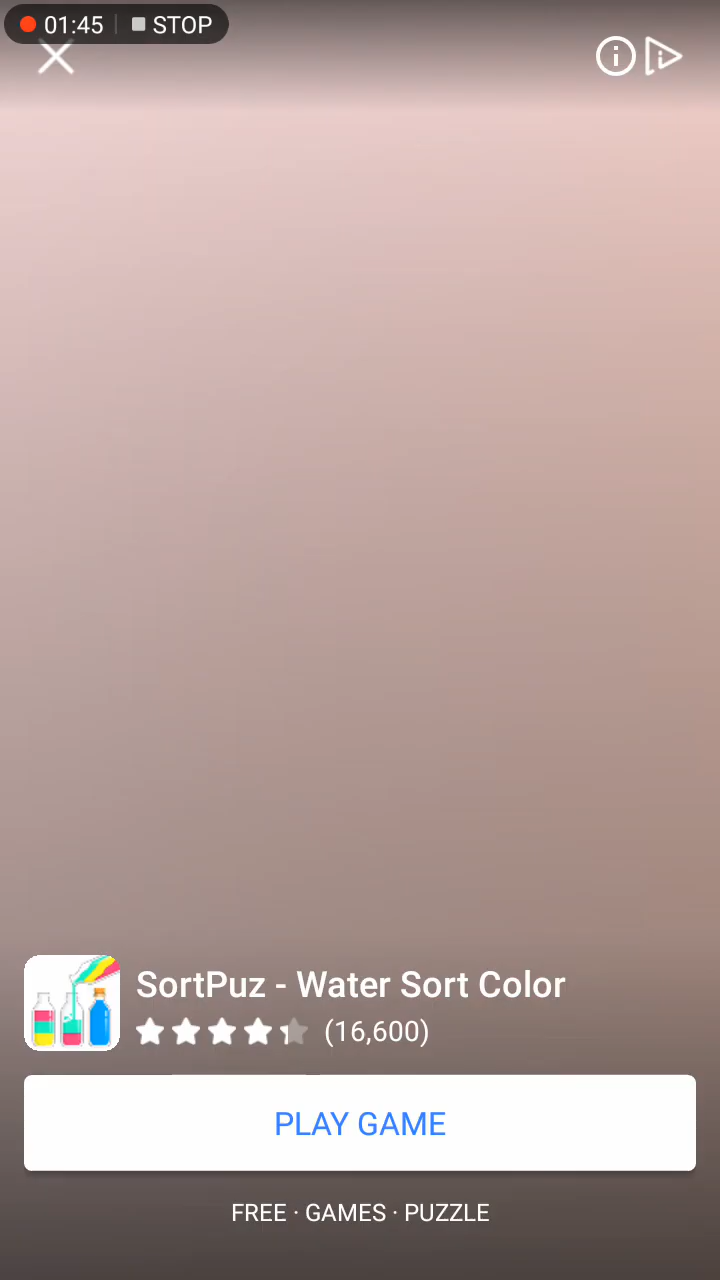 01:45 STOP
SortPuz - Water Sort Color
(16,600)
PLAY GAME
FREE · GAMES · PUZZLE